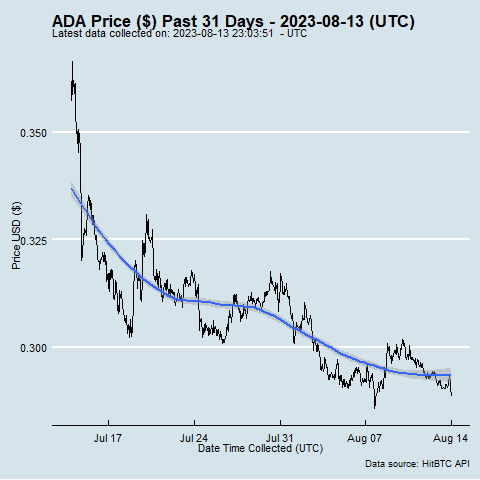 ADA Price ($) Past 31 Days - 2023-08-13 (UTC)
Latest data collected on: 2023-08-13 23:03:51 - UTC
0.350
0.325
0.300
Price USD ($)
Jul 17 Jul 24 Jul 31 Aug 07 Aug 14
Date Time Collected (UTC)
Data source: HitBTC API